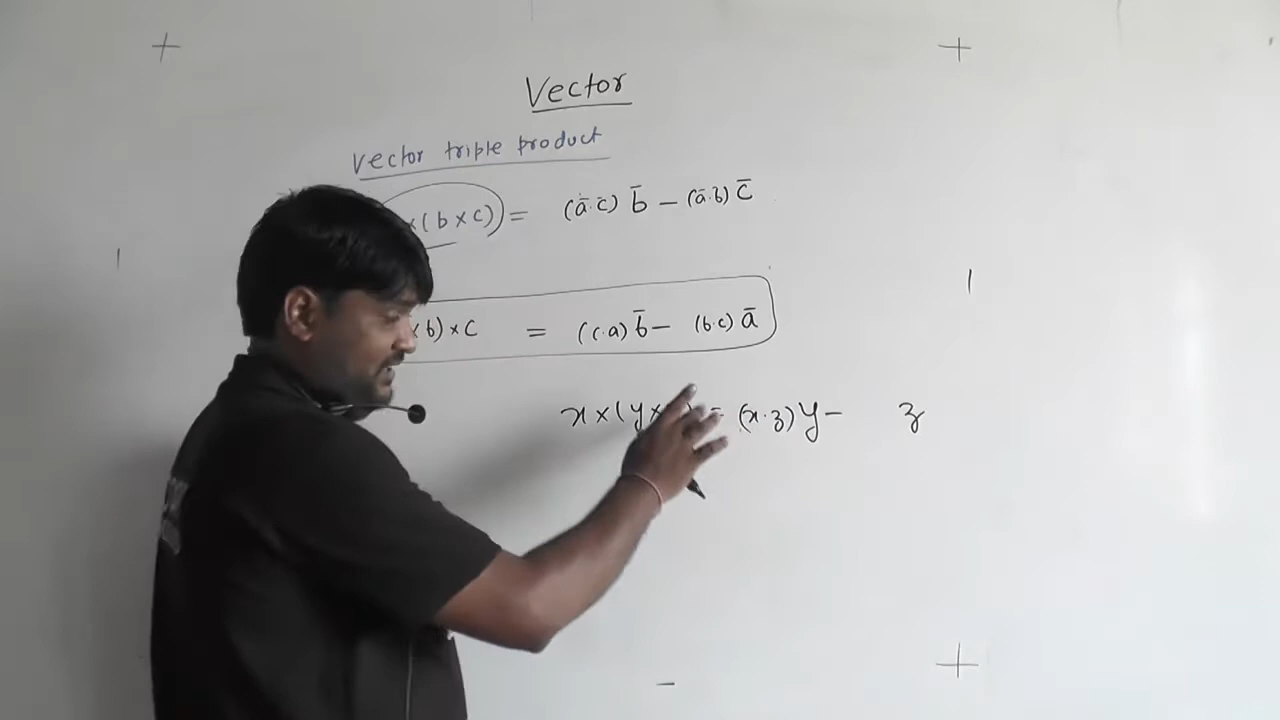 Vector
Vector triple product
×(b×c) = (ā·c̄) b̄ − (ā·b̄) c̄
b)×c = (c·a) b̄ − (b·c) ā
x×(y× = (x·z)y − z